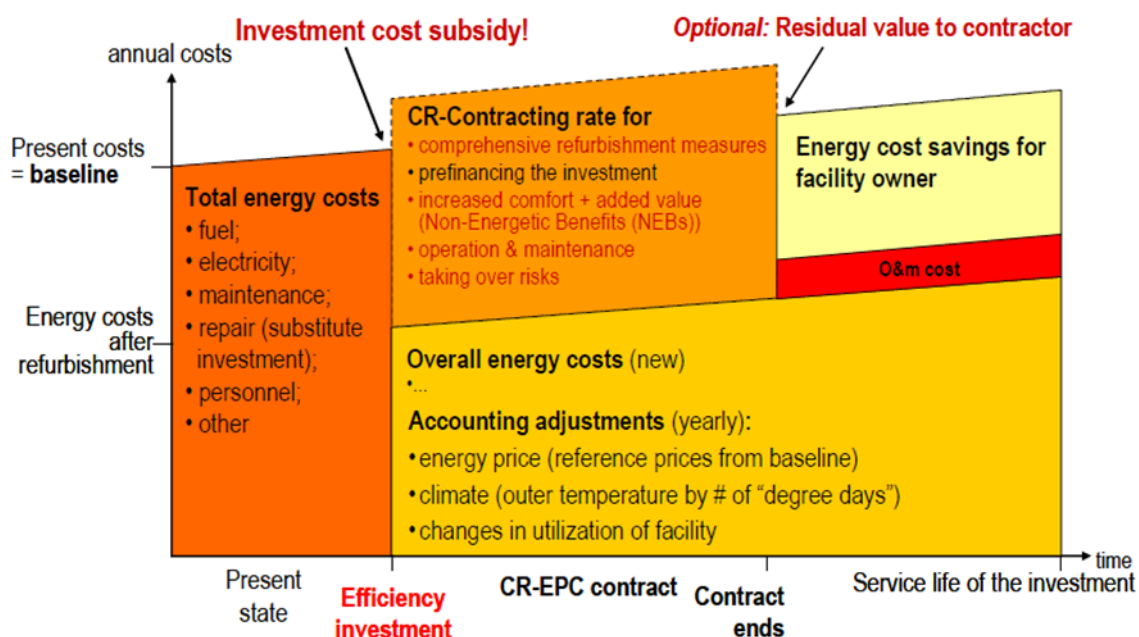 Investment cost subsidy!
Optional: Residual value to contractor
annual costs
Present costs
= baseline
Energy costs
after
refurbishment
Total energy costs
• fuel;
• electricity;
• maintenance;
• repair (substitute
investment);
• personnel;
• other
CR-Contracting rate for
• comprehensive refurbishment measures
• prefinancing the investment
• increased comfort + added value
(Non-Energetic Benefits (NEBs))
• operation & maintenance
• taking over risks
Energy cost savings for
facility owner
O&m cost
Overall energy costs (new)
•...
Accounting adjustments (yearly):
• energy price (reference prices from baseline)
• climate (outer temperature by # of “degree days”)
• changes in utilization of facility
time
Present
state
Efficiency
investment
CR-EPC contract
Contract
ends
Service life of the investment